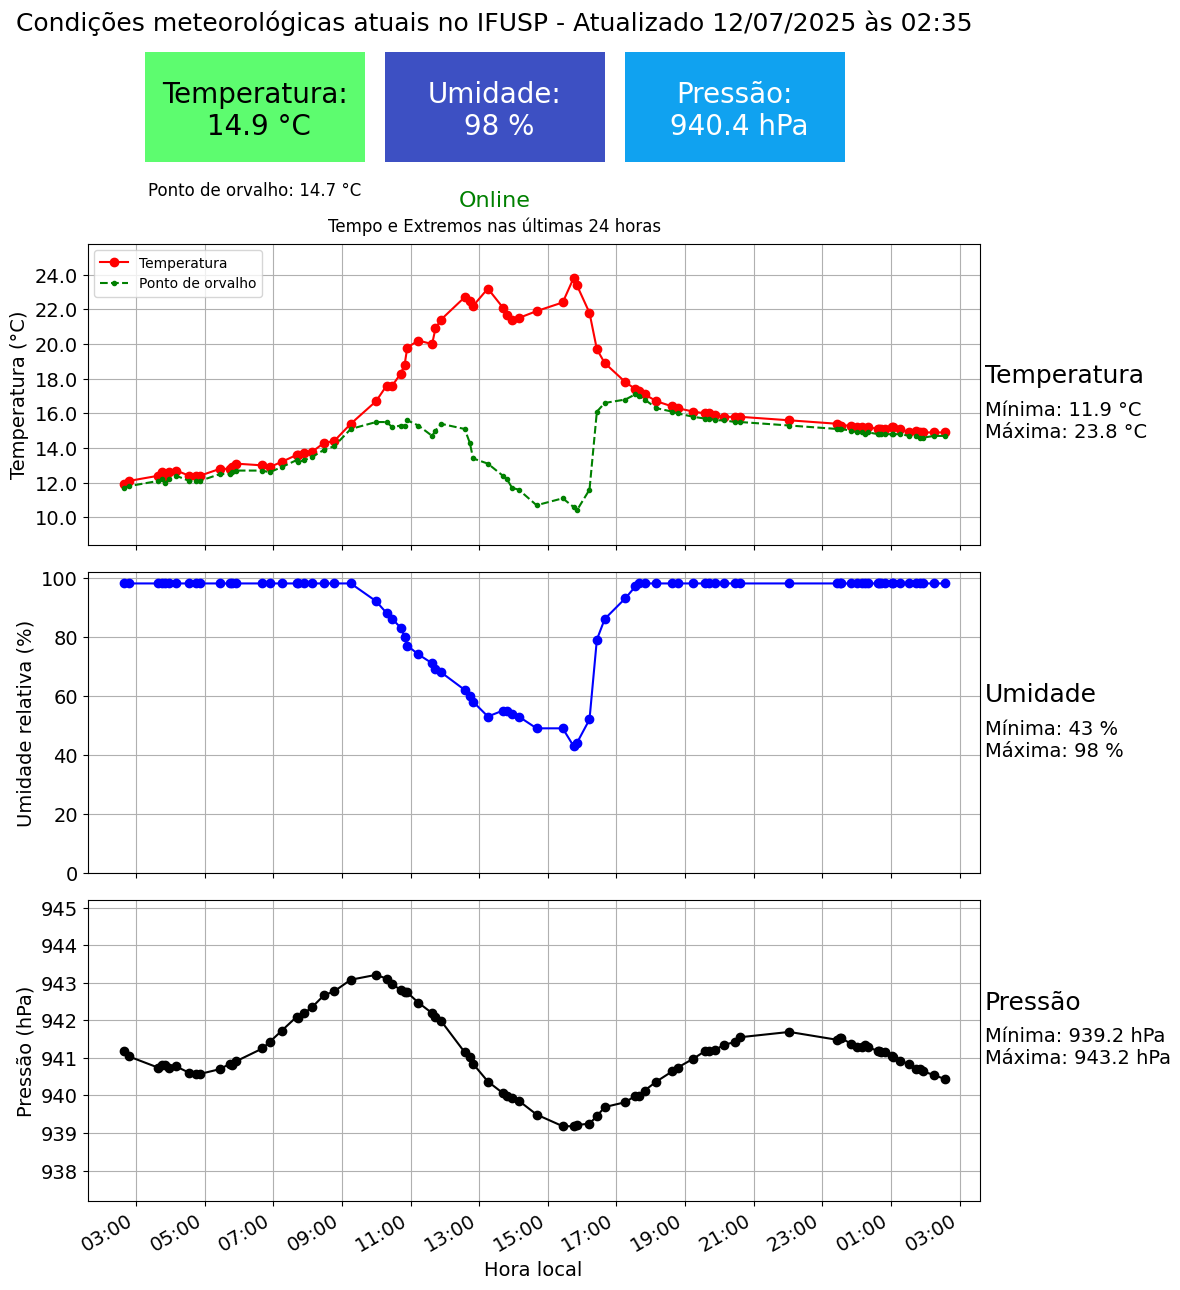 Condições meteorológicas atuais no IFUSP - Atualizado 12/07/2025 às 02:35
Temperatura:
14.9 °C
Umidade:
98 %
Pressão:
940.4 hPa
Ponto de orvalho: 14.7 °C
Online
Tempo e Extremos nas últimas 24 horas
Temperatura
Ponto de orvalho
Temperatura (°C)
24.0
22.0
20.0
18.0
16.0
14.0
12.0
10.0
Temperatura
Mínima: 11.9 °C
Máxima: 23.8 °C
Umidade relativa (%)
100
80
60
40
20
0
Umidade
Mínima: 43 %
Máxima: 98 %
Pressão (hPa)
945
944
943
942
941
940
939
938
Pressão
Mínima: 939.2 hPa
Máxima: 943.2 hPa
03:00 05:00 07:00 09:00 11:00 13:00 15:00 17:00 19:00 21:00 23:00 01:00 03:00
Hora local